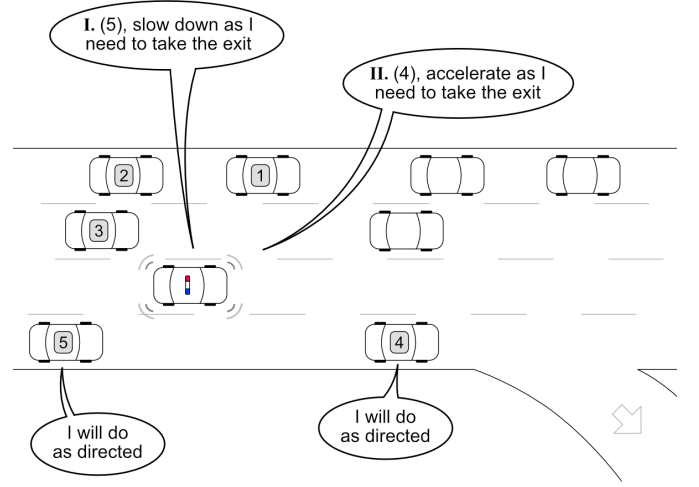 I. (5), slow down as I
need to take the exit
II. (4), accelerate as I
need to take the exit
2
1
3
5
4
I will do
as directed
I will do
as directed